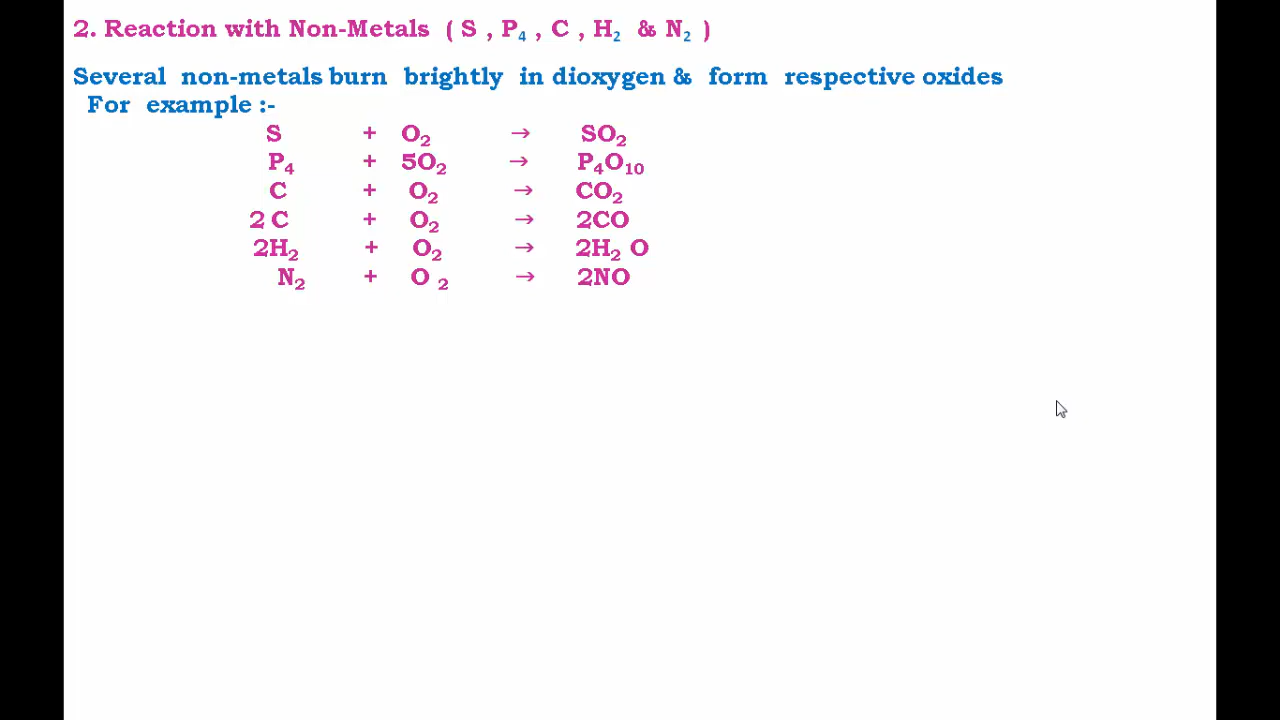 2. Reaction with Non-Metals ( S , P₄ , C , H₂ & N₂ )
Several non-metals burn brightly in dioxygen & form respective oxides
For example :-
S + O₂ → SO₂
P₄ + 5O₂ → P₄O₁₀
C + O₂ → CO₂
2 C + O₂ → 2CO
2H₂ + O₂ → 2H₂ O
N₂ + O ₂ → 2NO